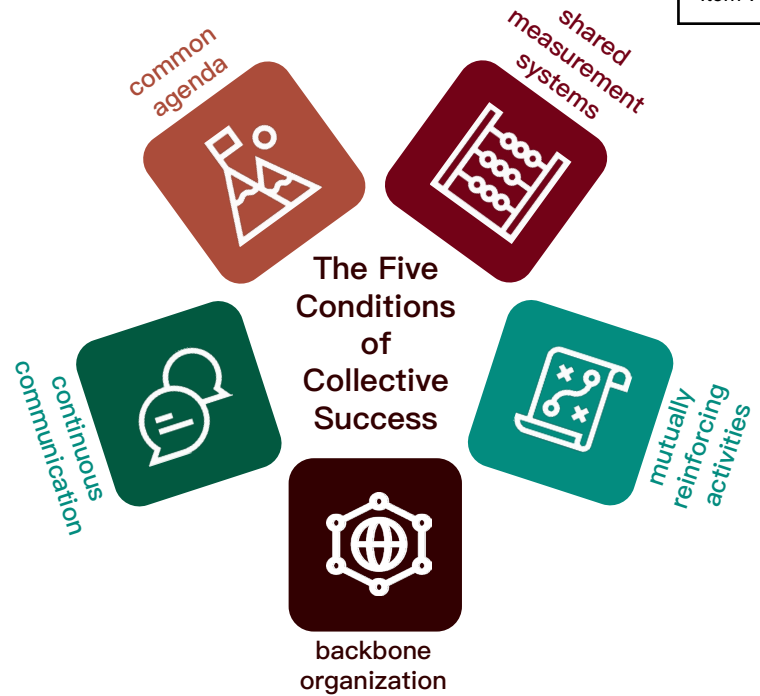 common
agenda
shared
measurement
systems
The Five
Conditions
of
Collective
Success
continuous
communication
mutually
reinforcing
activities
backbone
organization